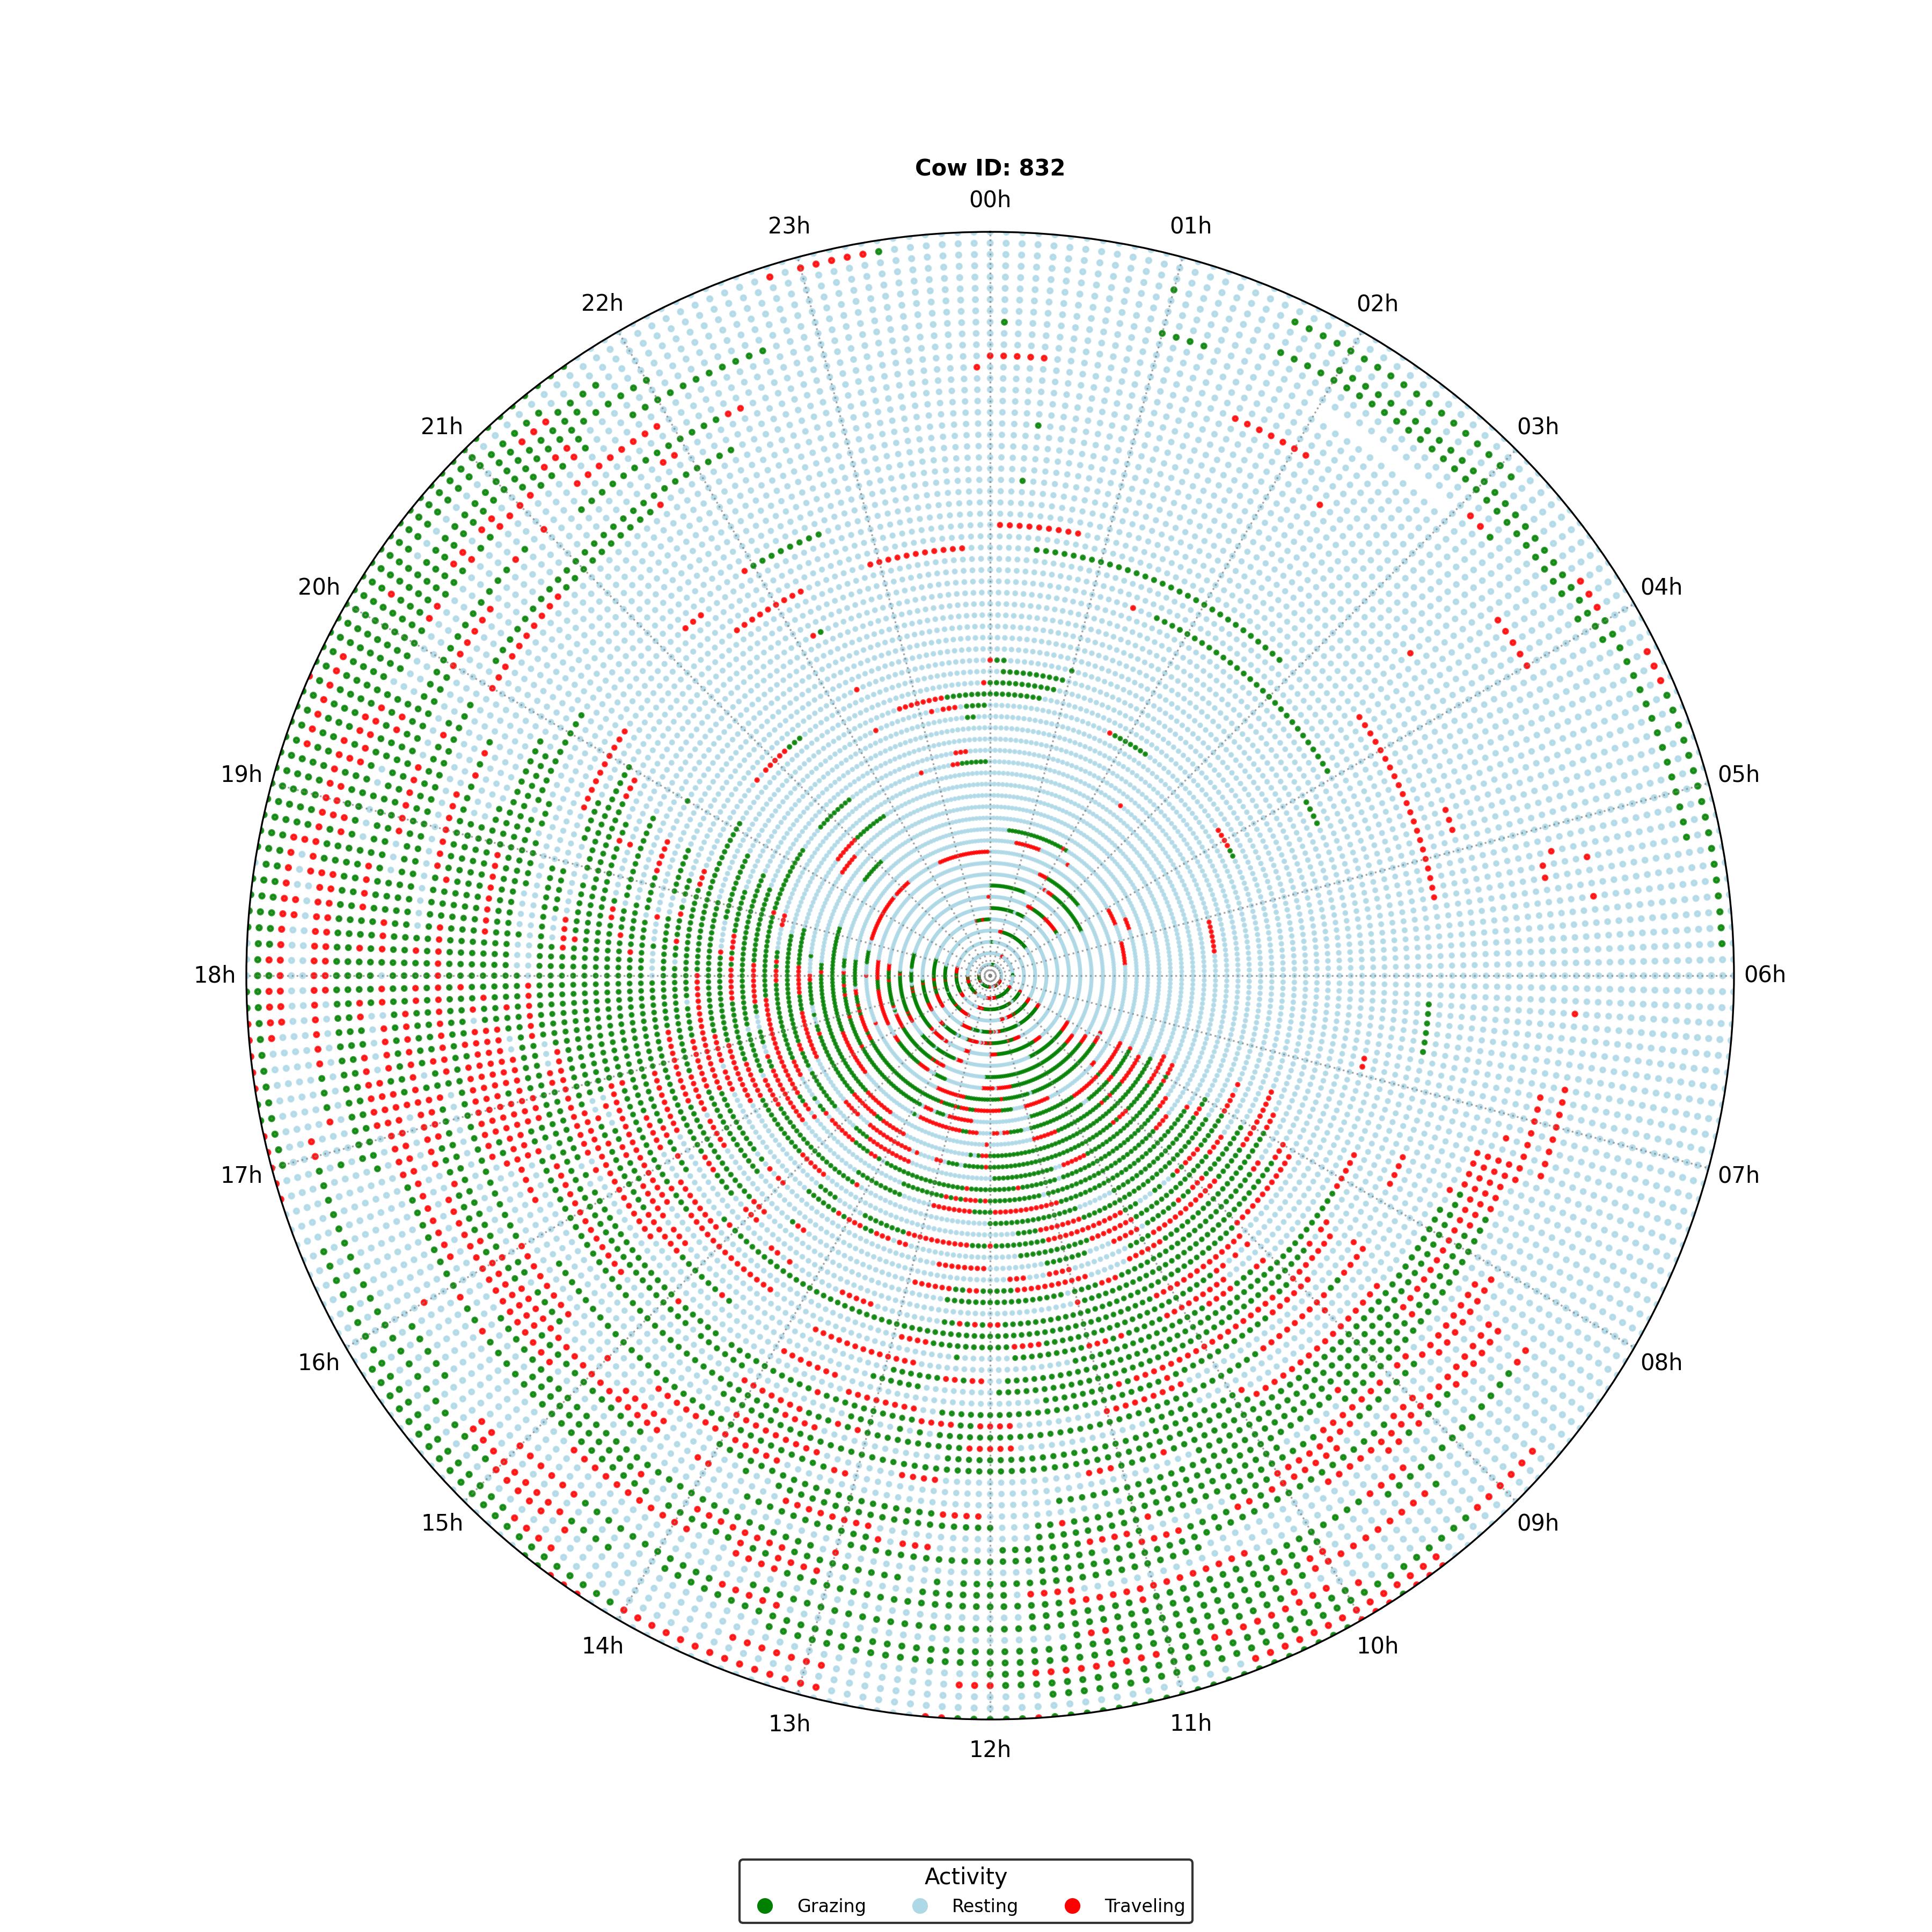 Cow ID: 832
00h
23h
01h
22h
02h
21h
03h
20h
04h
19h
05h
18h
06h
17h
07h
16h
08h
15h
09h
14h
10h
13h
11h
12h
Activity
Grazing Resting Traveling